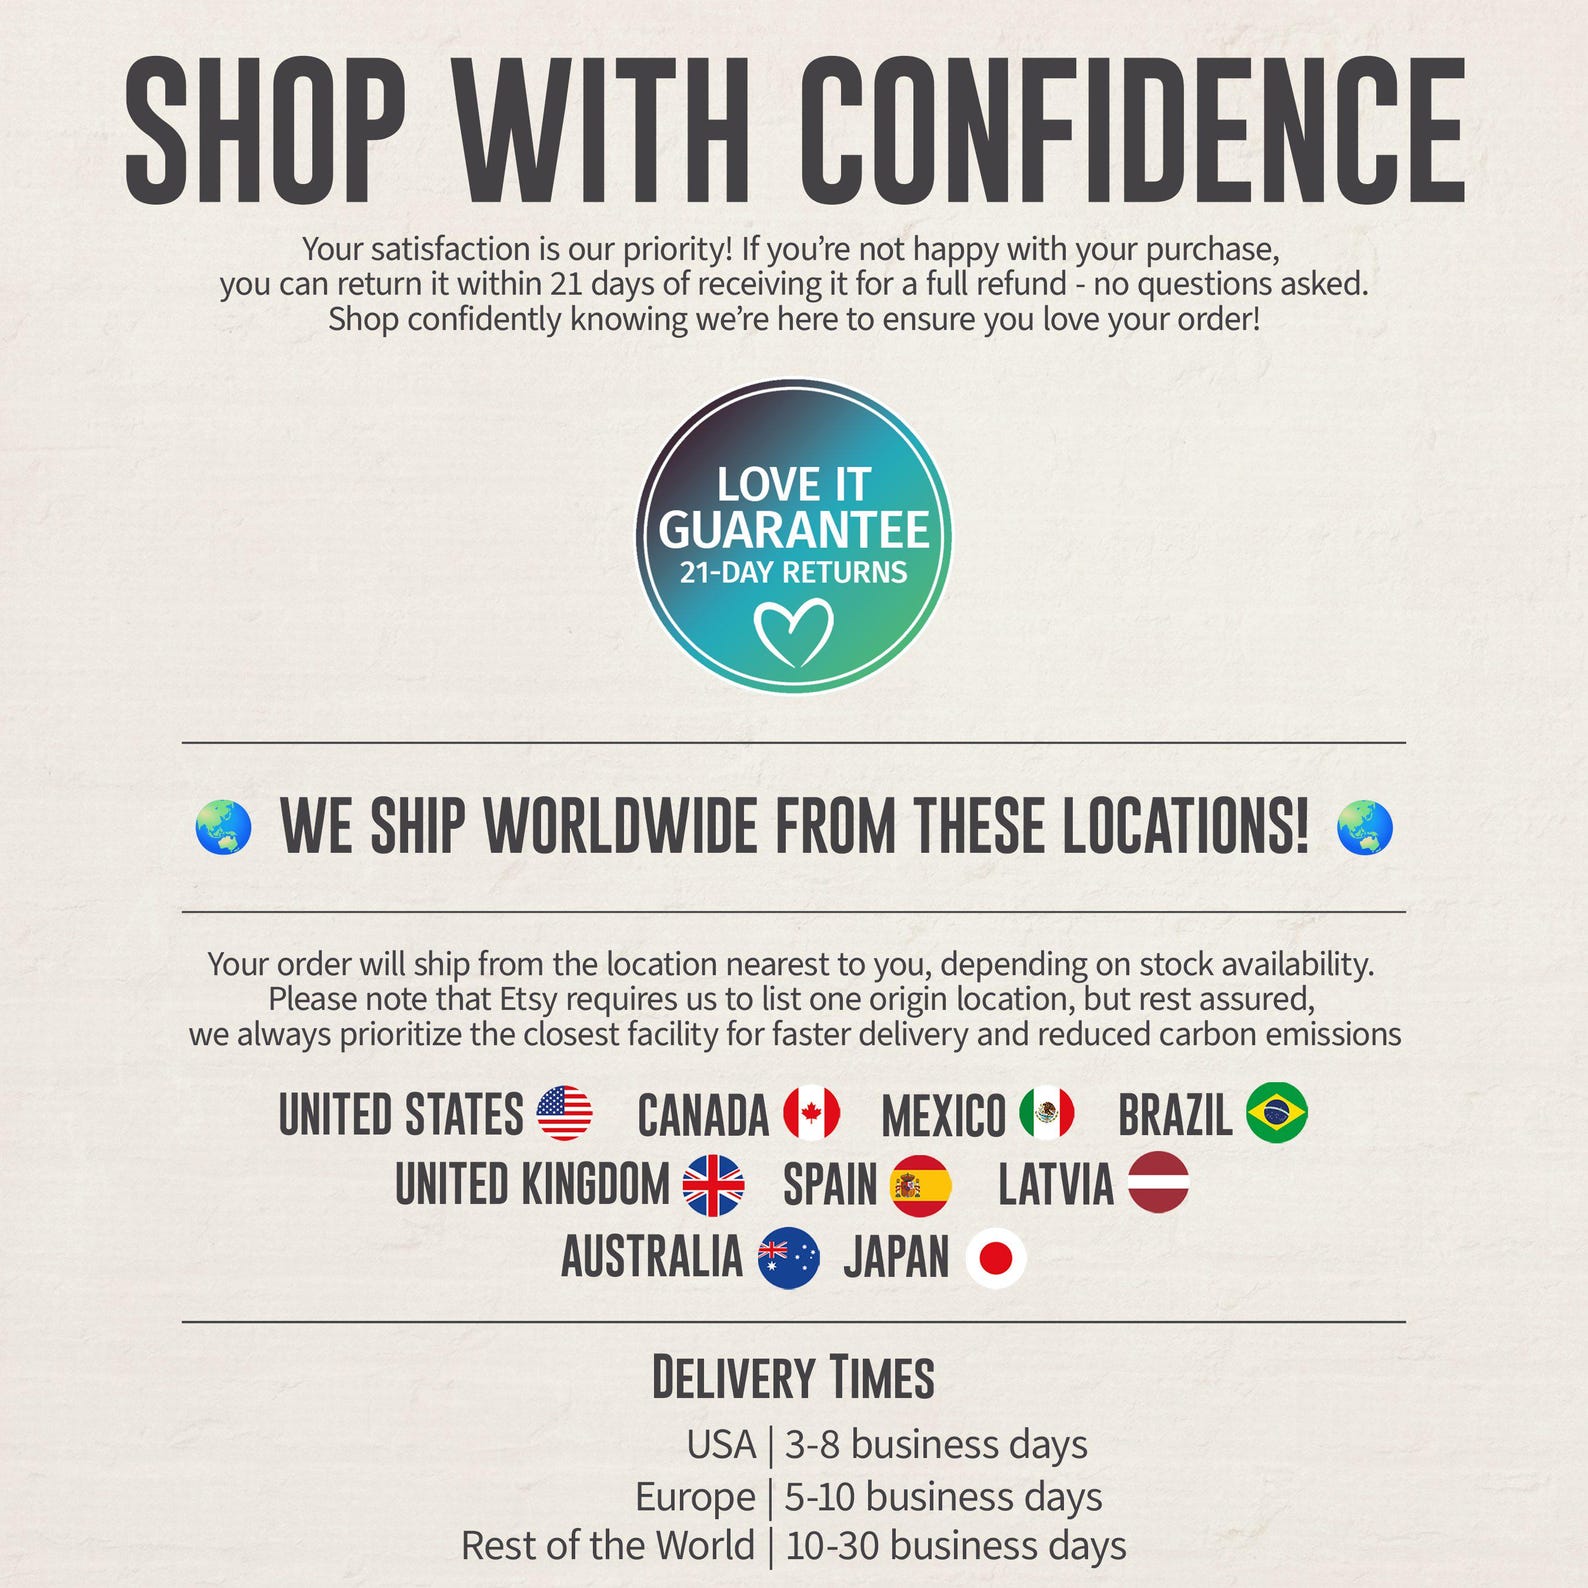 SHOP WITH CONFIDENCE
Your satisfaction is our priority! If you’re not happy with your purchase,
you can return it within 21 days of receiving it for a full refund - no questions asked.
Shop confidently knowing we’re here to ensure you love your order!
LOVE IT
GUARANTEE
21-DAY RETURNS
WE SHIP WORLDWIDE FROM THESE LOCATIONS!
Your order will ship from the location nearest to you, depending on stock availability.
Please note that Etsy requires us to list one origin location, but rest assured,
we always prioritize the closest facility for faster delivery and reduced carbon emissions
UNITED STATES CANADA MEXICO BRAZIL
UNITED KINGDOM SPAIN LATVIA
AUSTRALIA JAPAN
DELIVERY TIMES
USA | 3-8 business days
Europe | 5-10 business days
Rest of the World | 10-30 business days